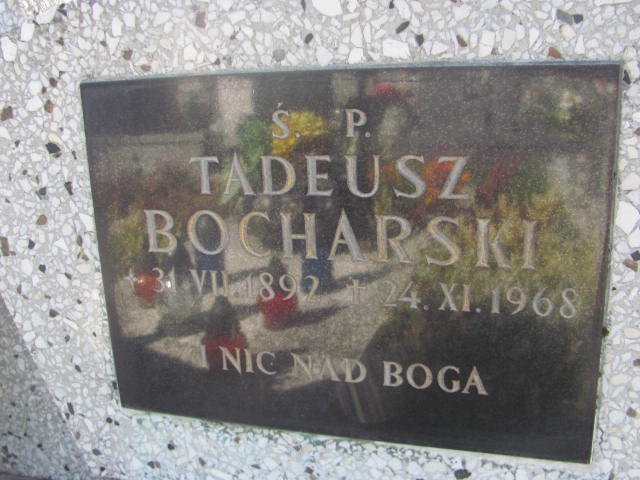 Ś. P.
TADEUSZ
BOCHARSKI
* 31.VII.1892 † 24.XI.1968
I NIC NAD BOGA